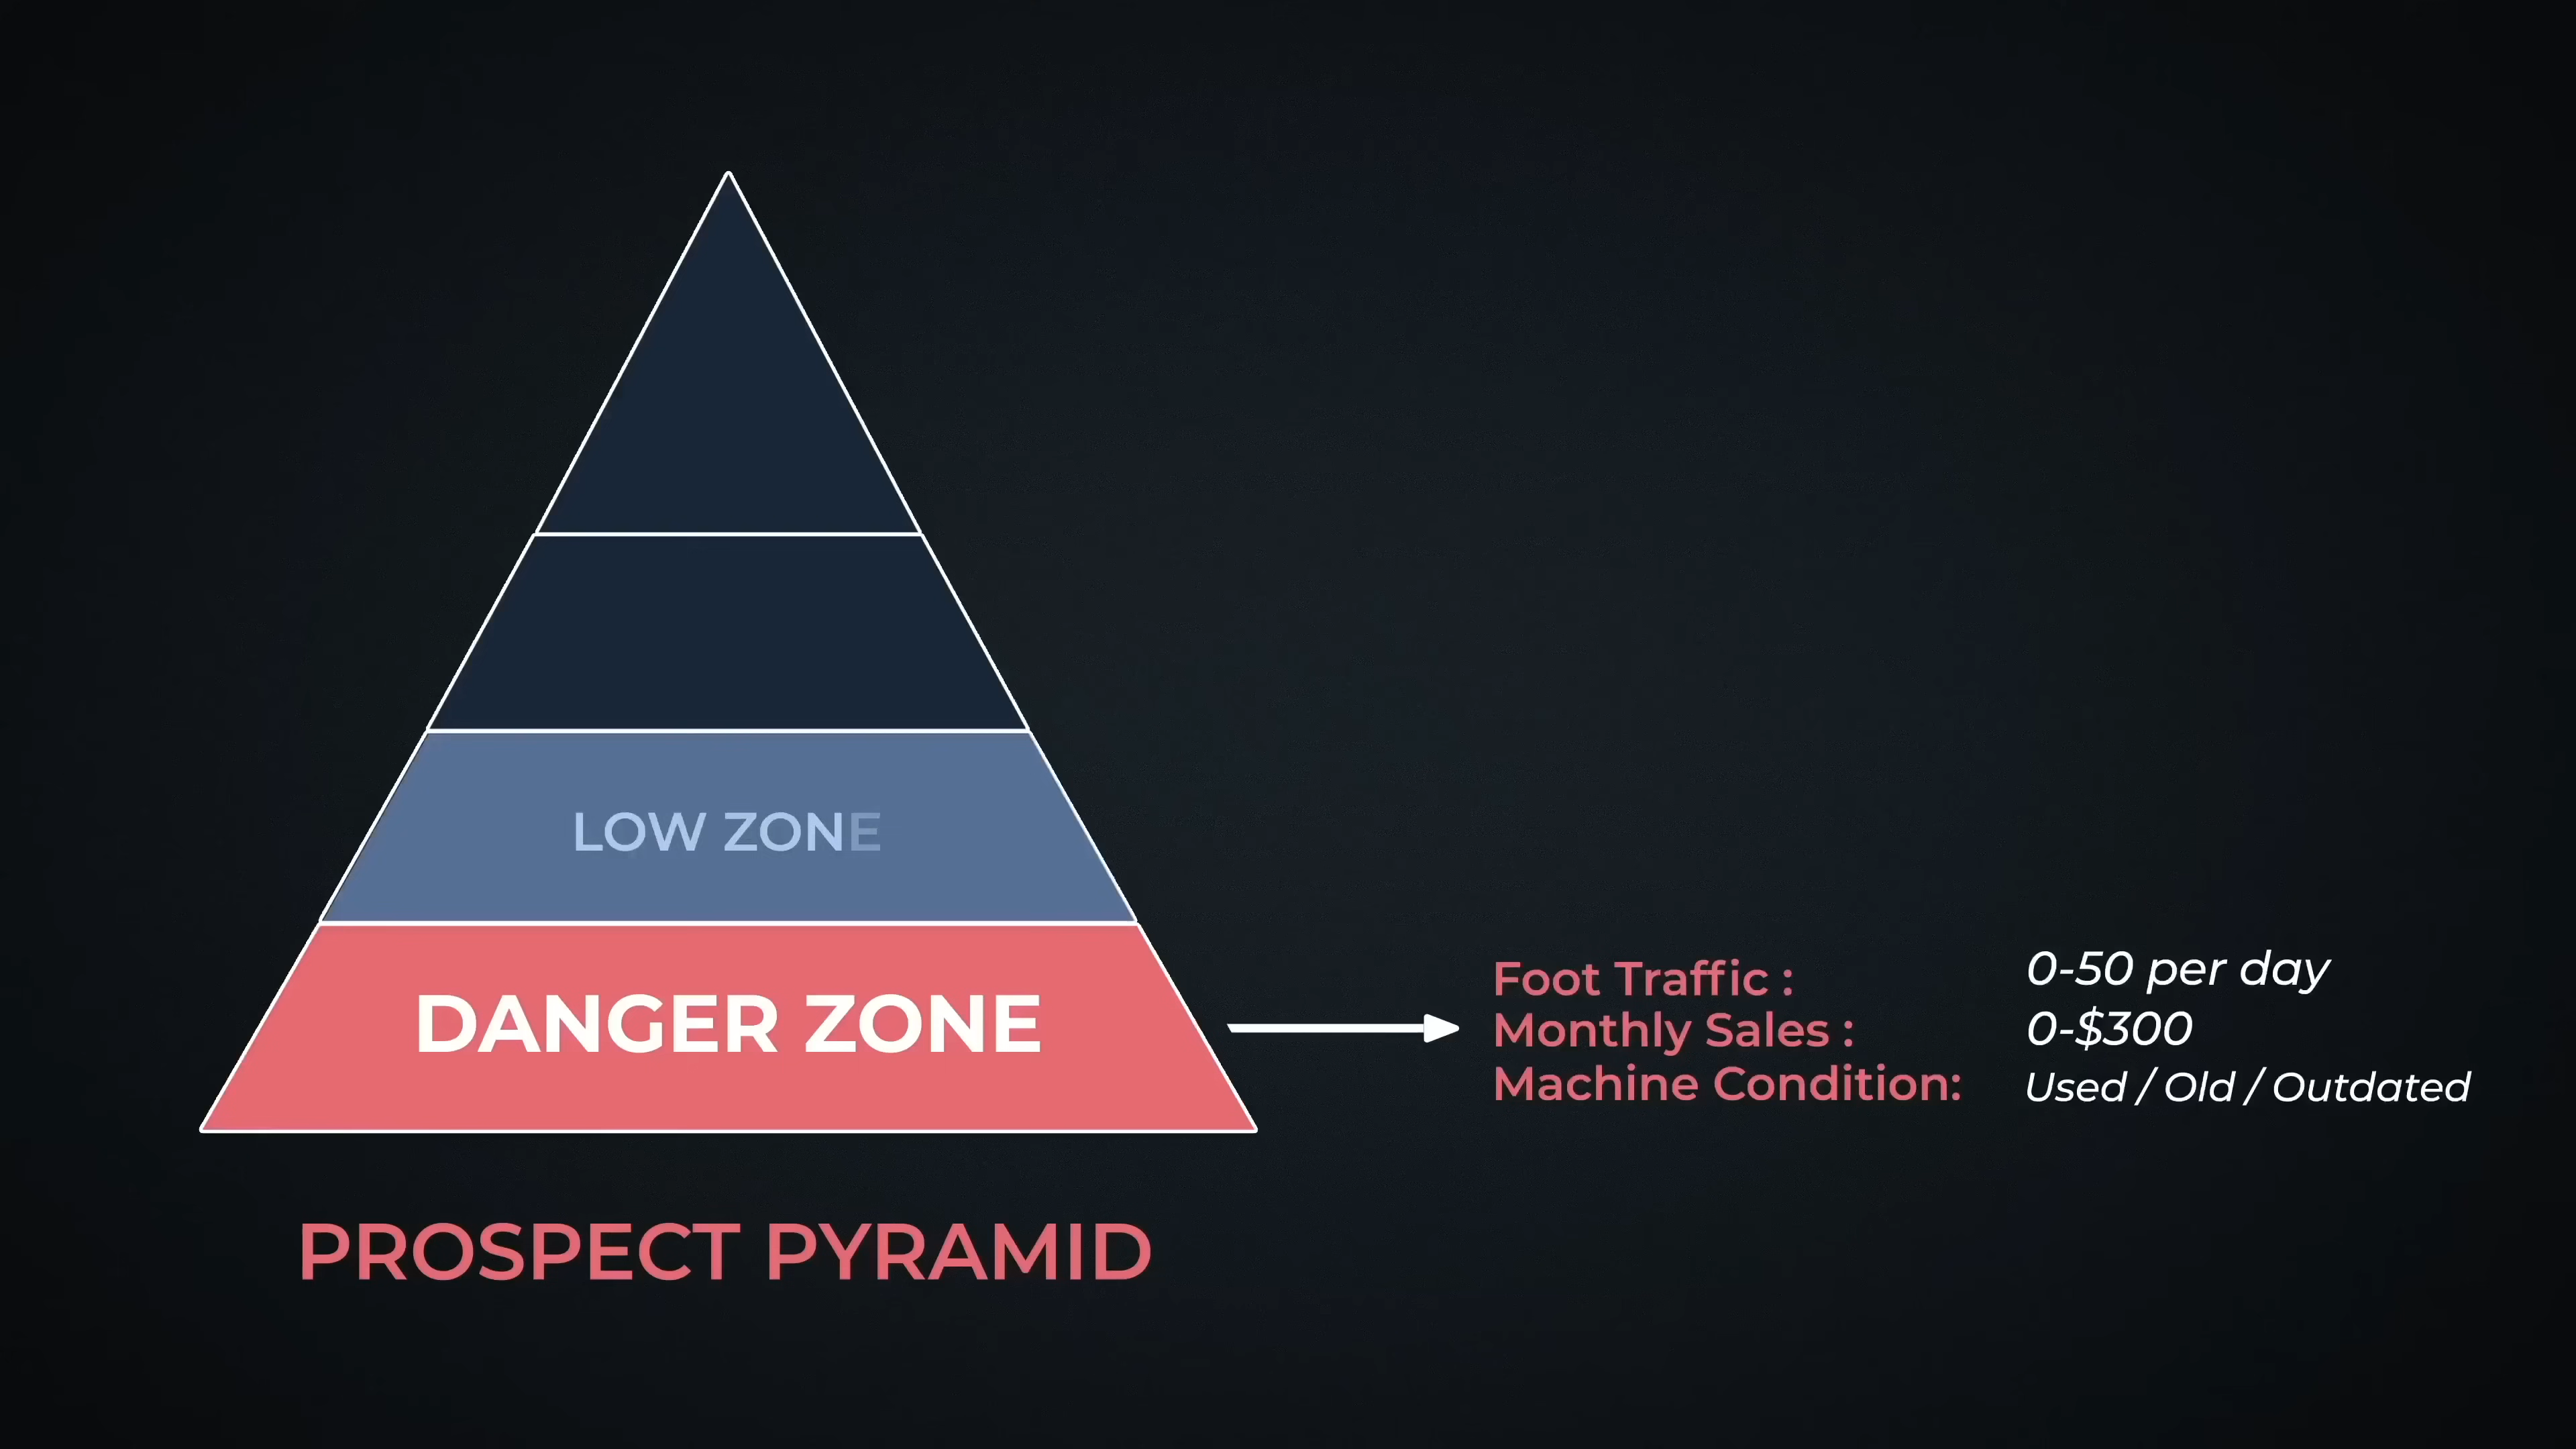 LOW ZONE
DANGER ZONE
Foot Traffic : 0-50 per day
Monthly Sales : 0-$300
Machine Condition: Used / Old / Outdated
PROSPECT PYRAMID